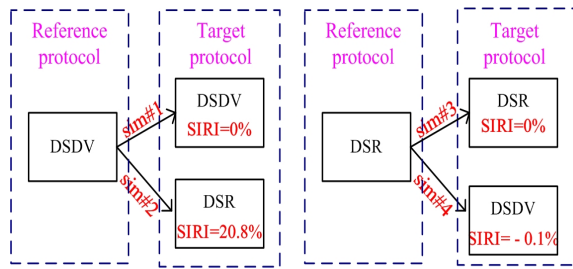 Reference
protocol
Target
protocol
DSDV
sim#1
sim#2
DSDV
SIRI=0%
DSR
SIRI=20.8%
Reference
protocol
Target
protocol
DSR
sim#3
sim#4
DSR
SIRI=0%
DSDV
SIRI= - 0.1%